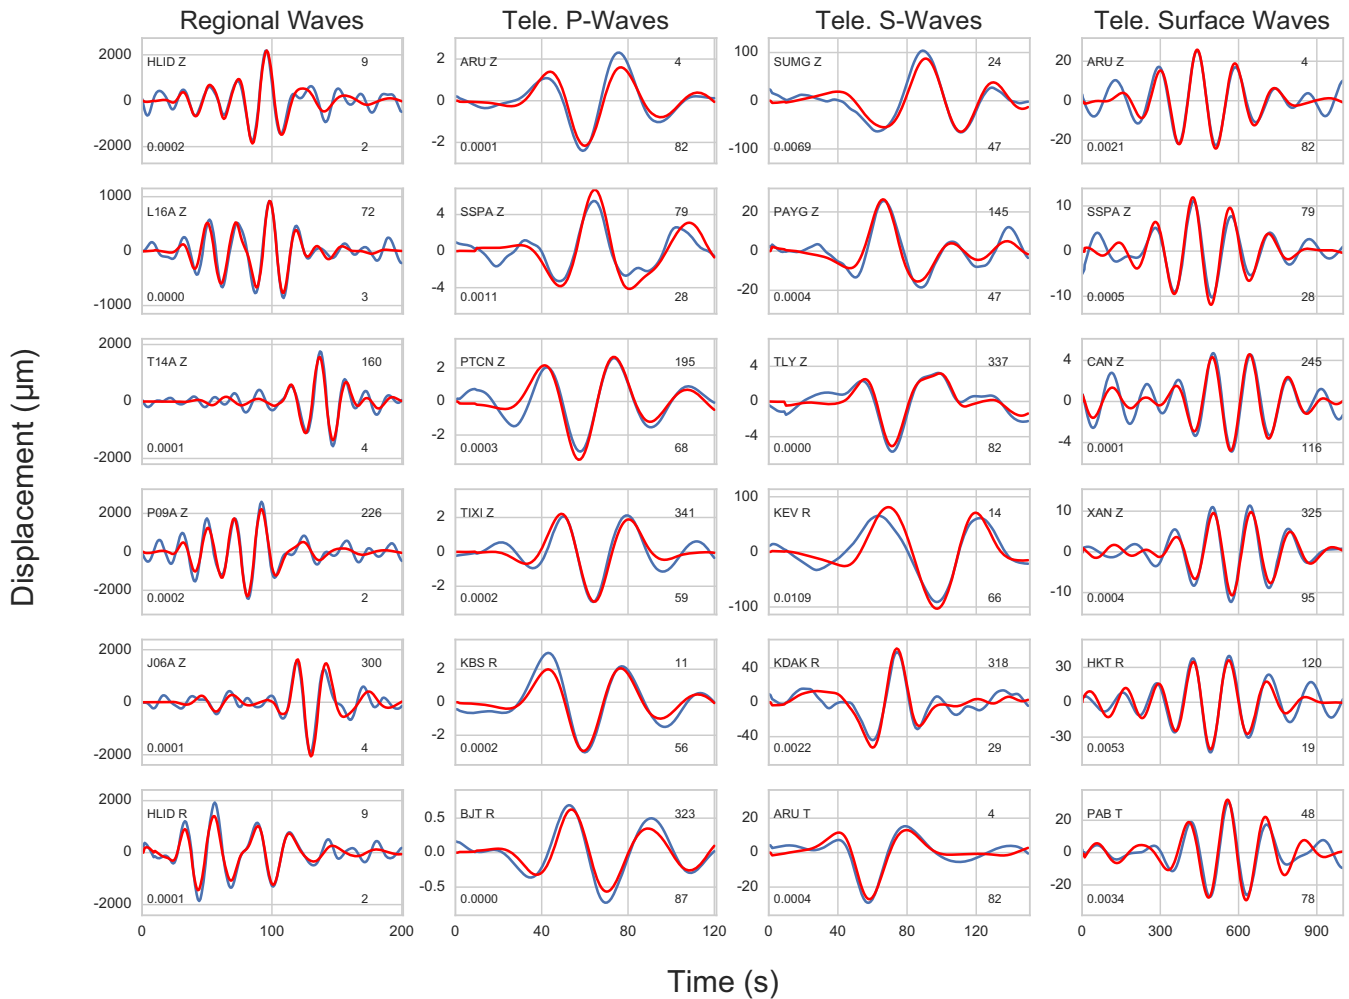 Regional Waves Tele. P-Waves Tele. S-Waves Tele. Surface Waves
2000 0 -2000 HLID Z 9 0.0002 2
2 0 -2 ARU Z 4 0.0001 82
100 0 -100 SUMG Z 24 0.0069 47
20 0 -20 ARU Z 4 0.0021 82
1000 0 -1000 L16A Z 72 0.0000 3
4 0 -4 SSPA Z 79 0.0011 28
20 0 -20 PAYG Z 145 0.0004 47
10 0 -10 SSPA Z 79 0.0005 28
2000 0 -2000 T14A Z 160 0.0001 4
2 0 -2 PTCN Z 195 0.0003 68
4 0 -4 TLY Z 337 0.0000 82
4 0 -4 CAN Z 245 0.0001 116
2000 0 -2000 P09A Z 226 0.0002 2
2 0 -2 TIXI Z 341 0.0002 59
100 0 -100 KEV R 14 0.0109 66
10 0 -10 XAN Z 325 0.0004 95
2000 0 -2000 J06A Z 300 0.0001 4
2 0 -2 KBS R 11 0.0002 56
40 0 -40 KDAK R 318 0.0022 29
30 0 -30 HKT R 120 0.0053 19
2000 0 -2000 HLID R 9 0.0001 2
0.5 0.0 -0.5 BJT R 323 0.0000 87
20 0 -20 ARU T 4 0.0004 82
20 0 -20 PAB T 48 0.0034 78
0 100 200 0 40 80 120 0 40 80 120 0 300 600 900
Displacement (μm)
Time (s)